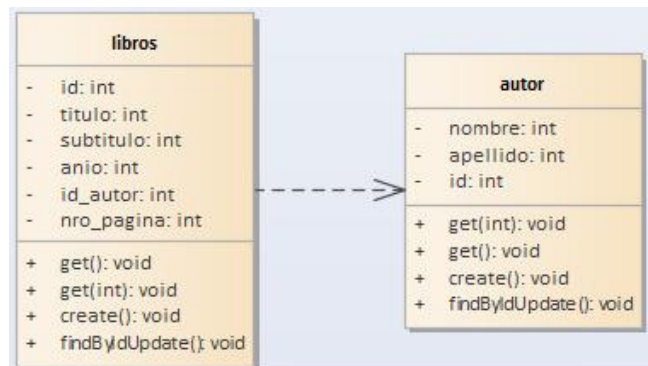 libros
- id: int
- titulo: int
- subtitulo: int
- anio: int
- id_autor: int
- nro_pagina: int
+ get(): void
+ get(int): void
+ create(): void
+ findByIdUpdate(): void
autor
- nombre: int
- apellido: int
- id: int
+ get(int): void
+ get(): void
+ create(): void
+ findByIdUpdate(): void